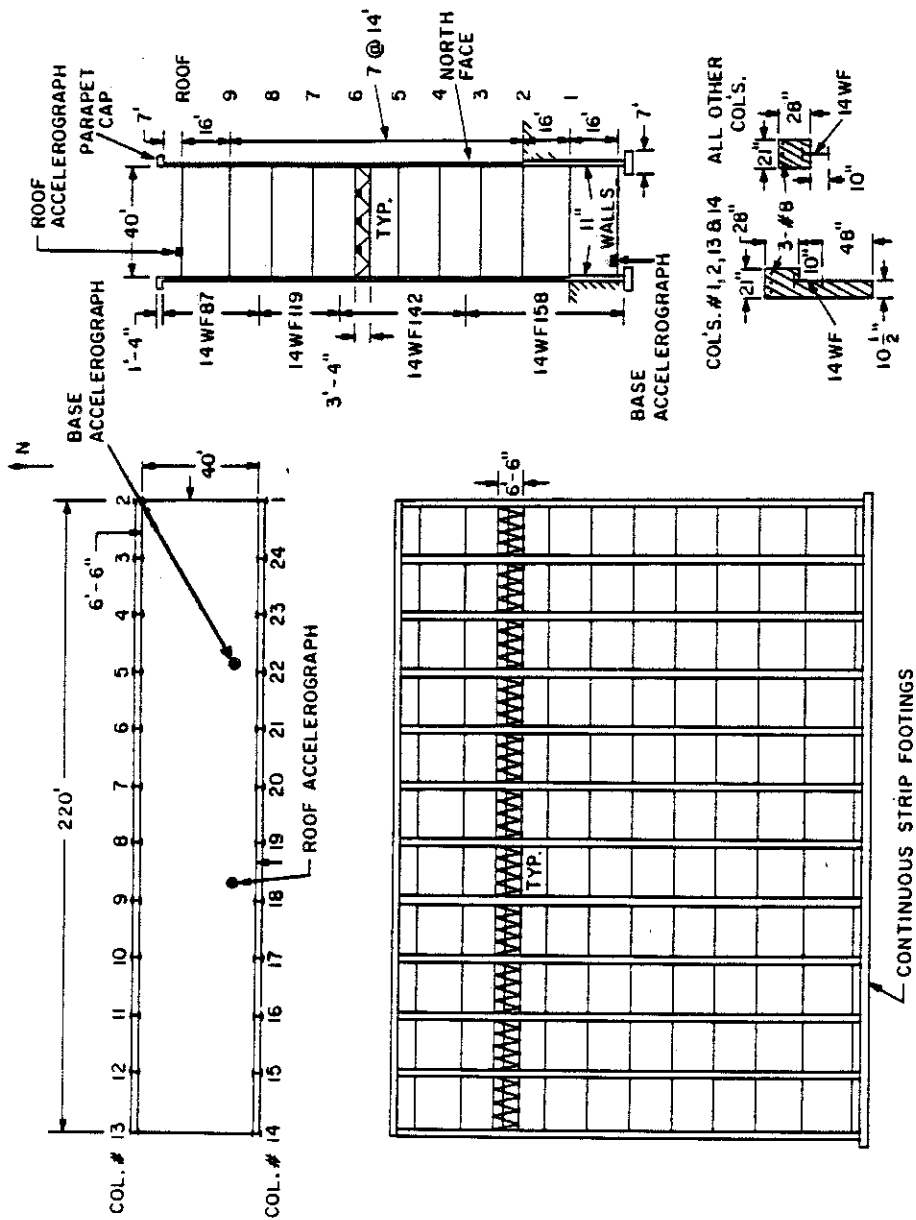 N
220'
40'
6'-6"
COL. #
13
12
11
10
9
8
7
6
5
4
3
2
COL. #
14
15
16
17
18
19
20
21
22
23
24
1
BASE
ACCELEROGRAPH
ROOF ACCELEROGRAPH
6'-6"
TYP.
CONTINUOUS STRIP FOOTINGS
ROOF
ACCELEROGRAPH
PARAPET
CAP
40'
7'
1'-4"
14WF87
14WF119
14WF142
14WF158
3'-4"
TYP.
ROOF
9
8
7
6
5
4
3
2
1
16'
7 @ 14'
NORTH
FACE
16'
16'
7'
11"
WALLS
BASE
ACCELEROGRAPH
COL'S. # 1, 2, 13 & 14
28"
21"
3-#8
10"
48"
14WF
10 1/2"
ALL OTHER
COL'S.
21"
28"
14WF
10"